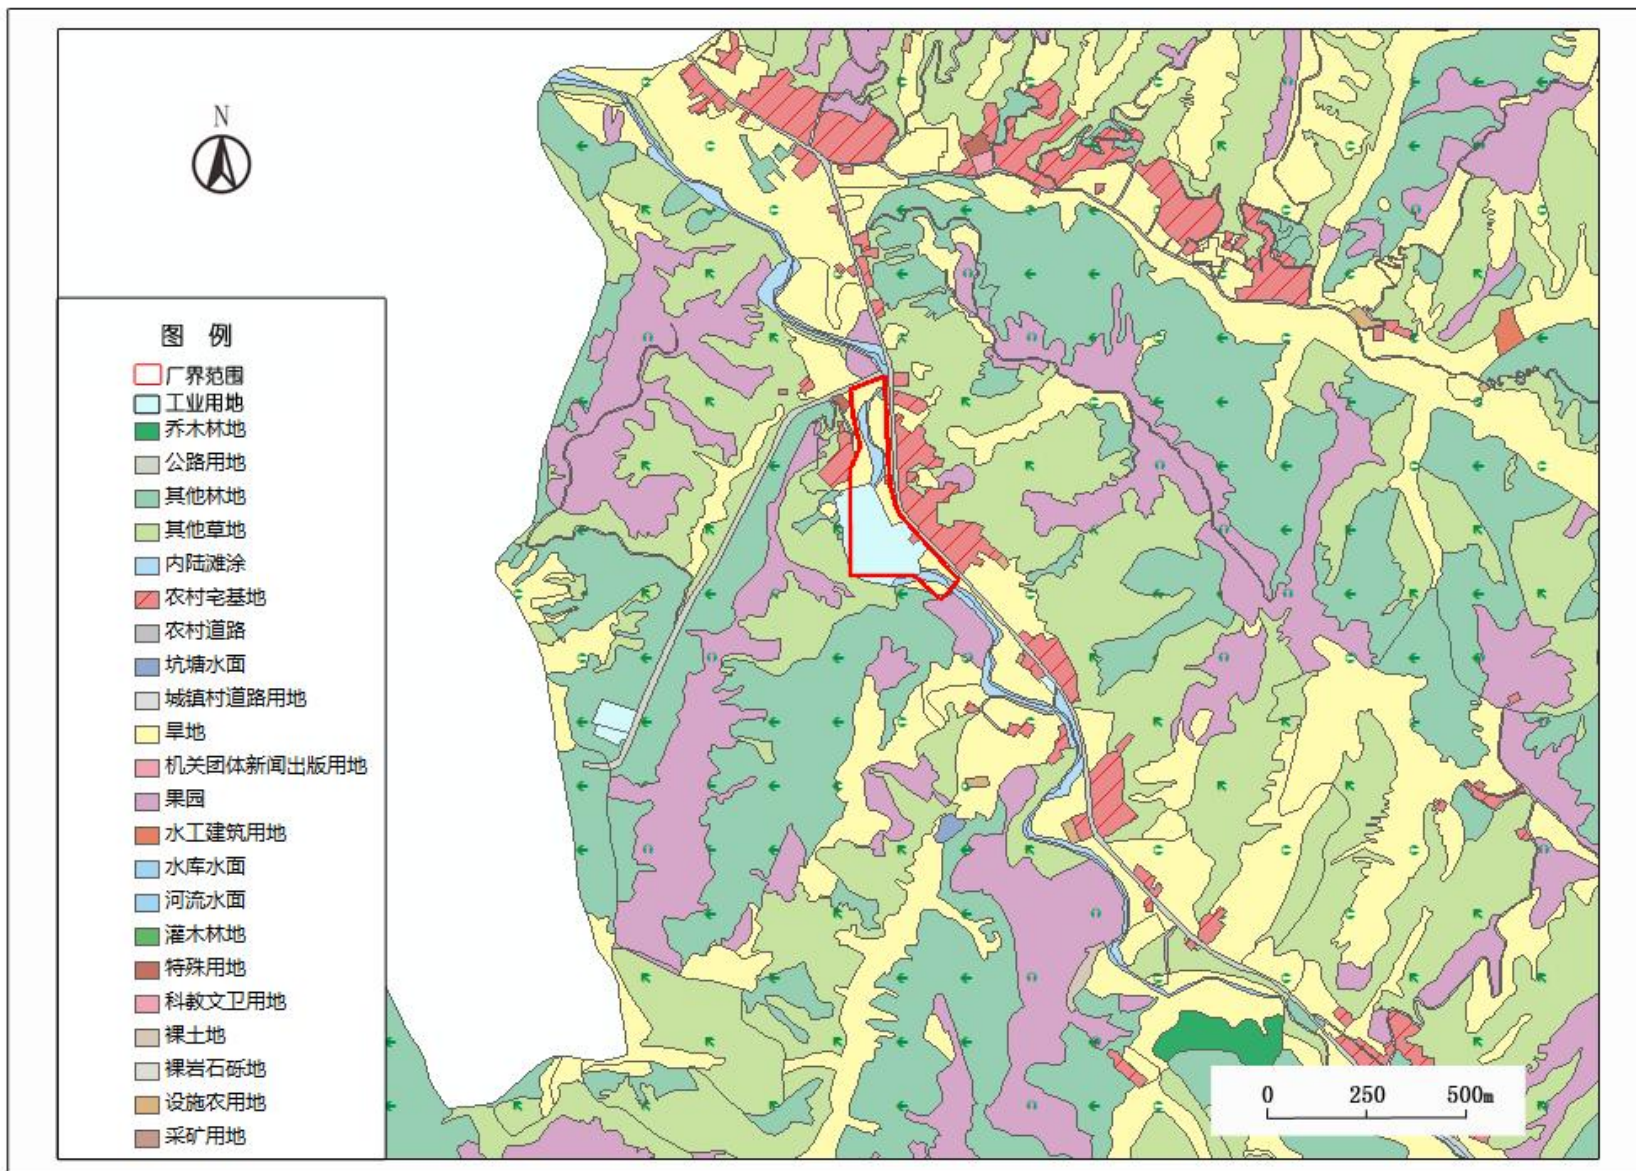 N
图 例
厂界范围
工业用地
乔木林地
公路用地
其他林地
其他草地
内陆滩涂
农村宅基地
农村道路
坑塘水面
城镇村道路用地
旱地
机关团体新闻出版用地
果园
水工建筑用地
水库水面
河流水面
灌木林地
特殊用地
科教文卫用地
裸土地
裸岩石砾地
设施农用地
采矿用地
0 250 500m